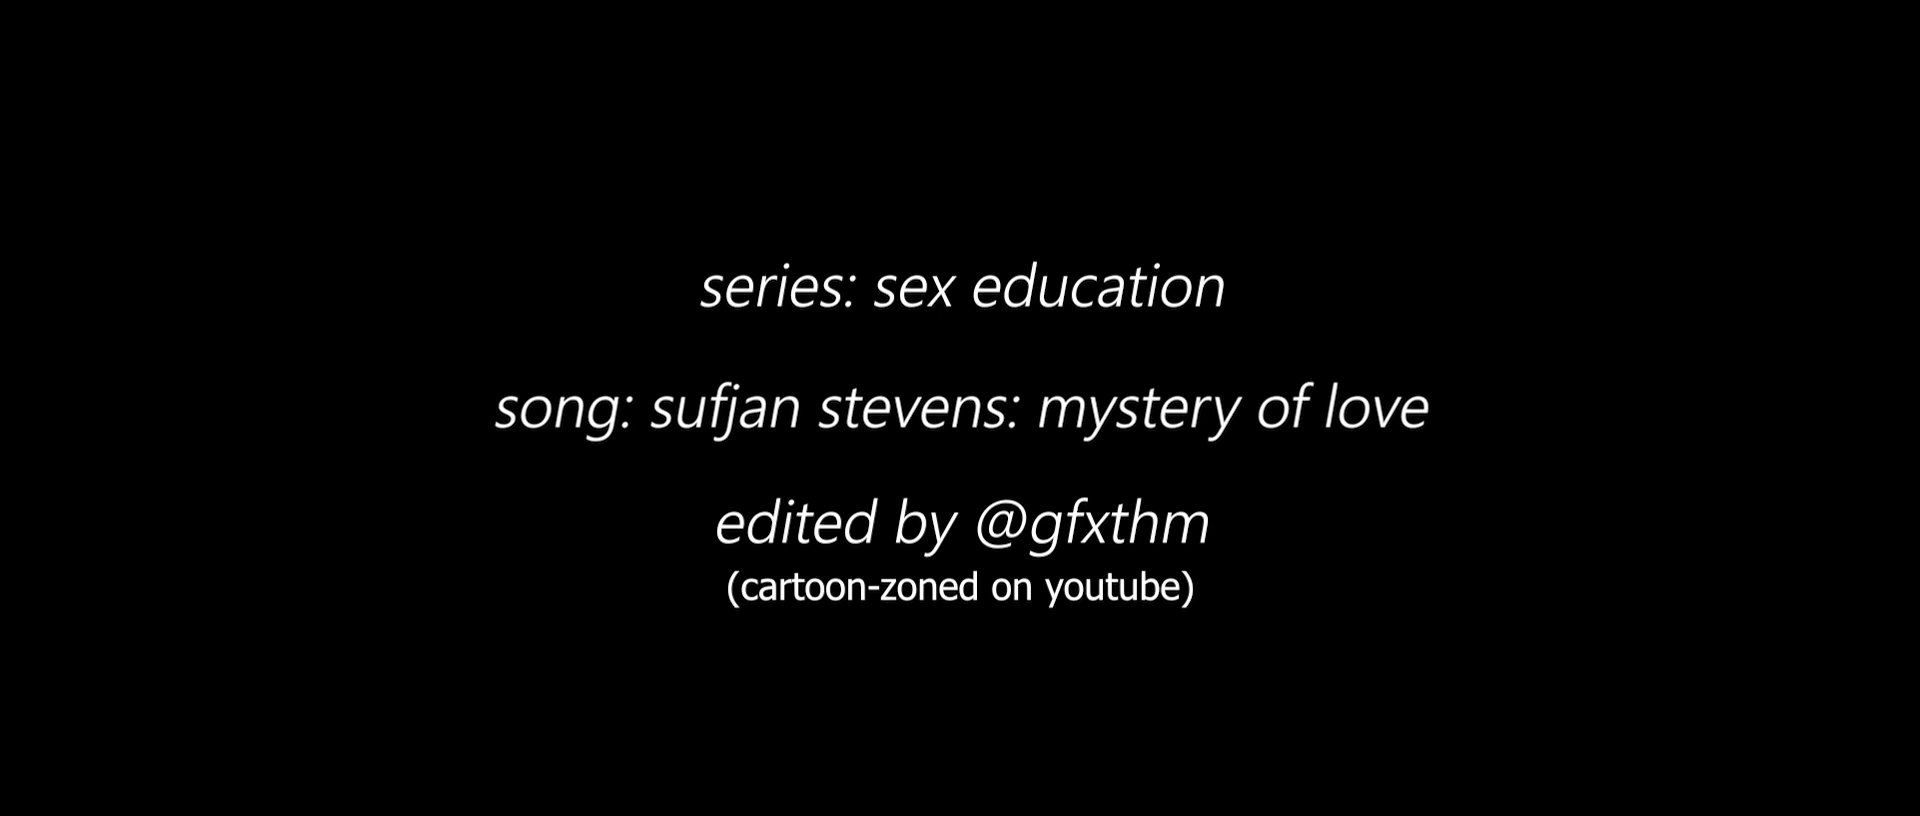 series: sex education
song: sufjan stevens: mystery of love
edited by @gfxthm
(cartoon-zoned on youtube)